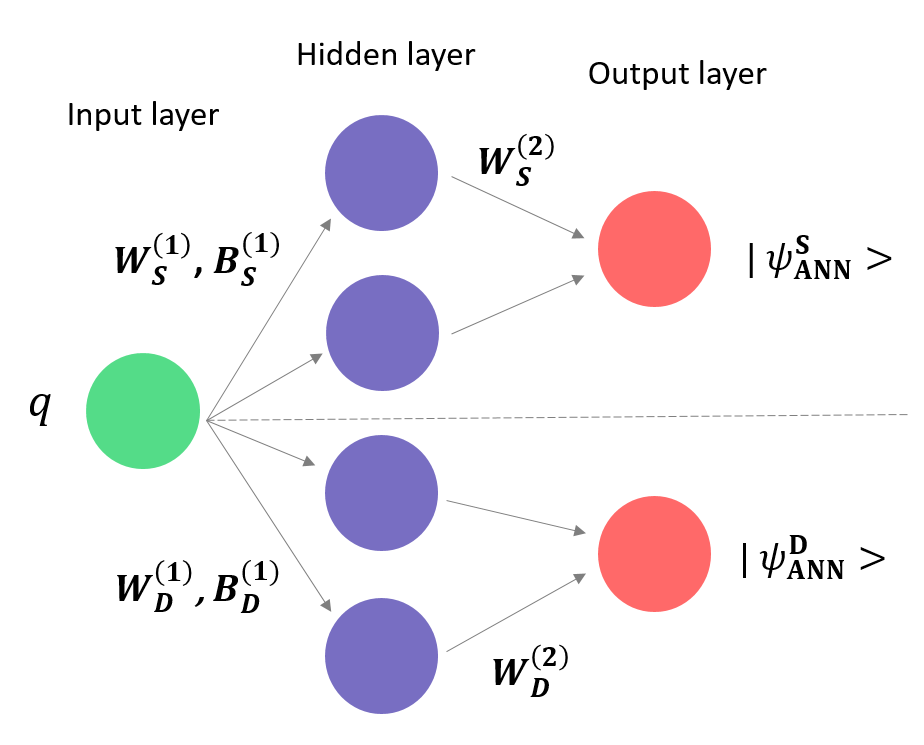 Hidden layer
Output layer
Input layer
W_S^(2)
W_S^(1), B_S^(1)
| ψ_ANN^S >
q
W_D^(1), B_D^(1)
| ψ_ANN^D >
W_D^(2)